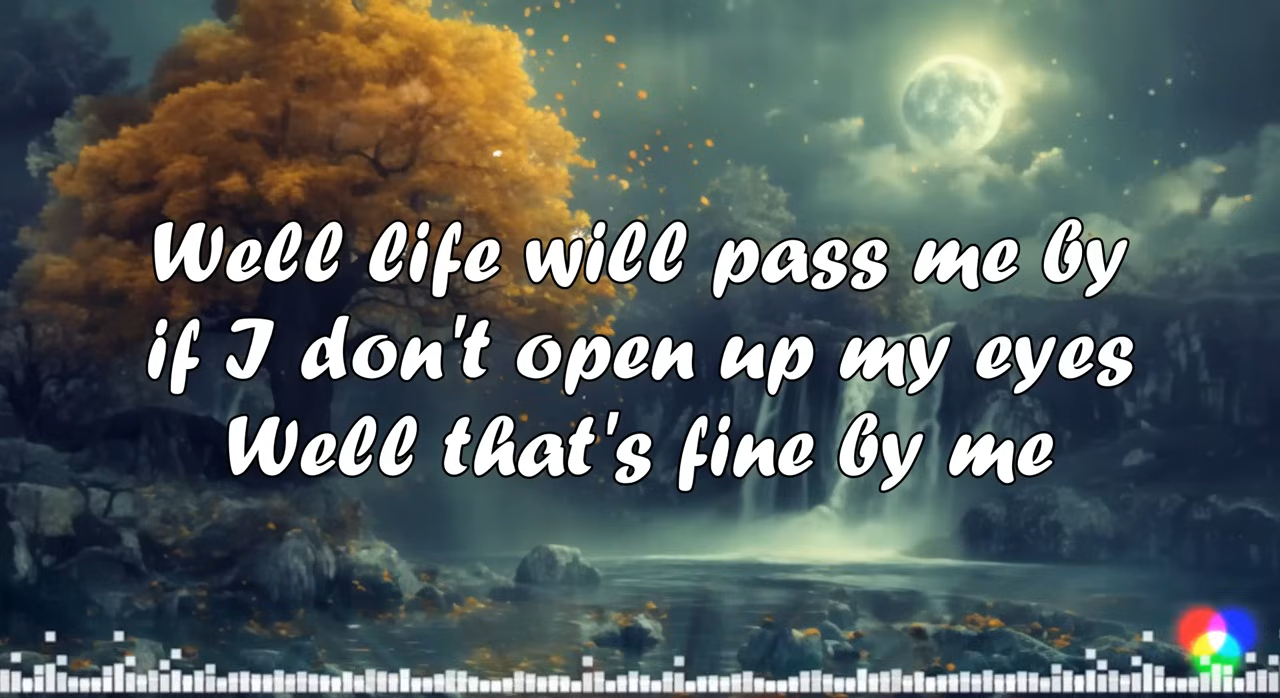 Well life will pass me by
if I don't open up my eyes
Well that's fine by me